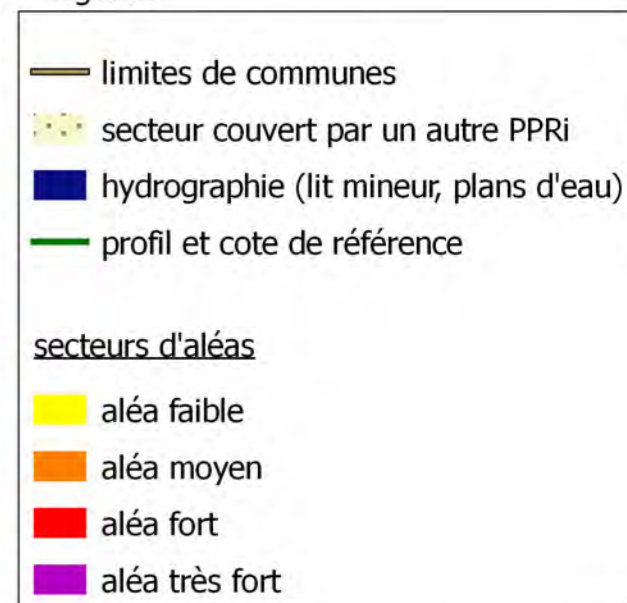 limites de communes
secteur couvert par un autre PPRi
hydrographie (lit mineur, plans d'eau)
profil et cote de référence
secteurs d'aléas
aléa faible
aléa moyen
aléa fort
aléa très fort